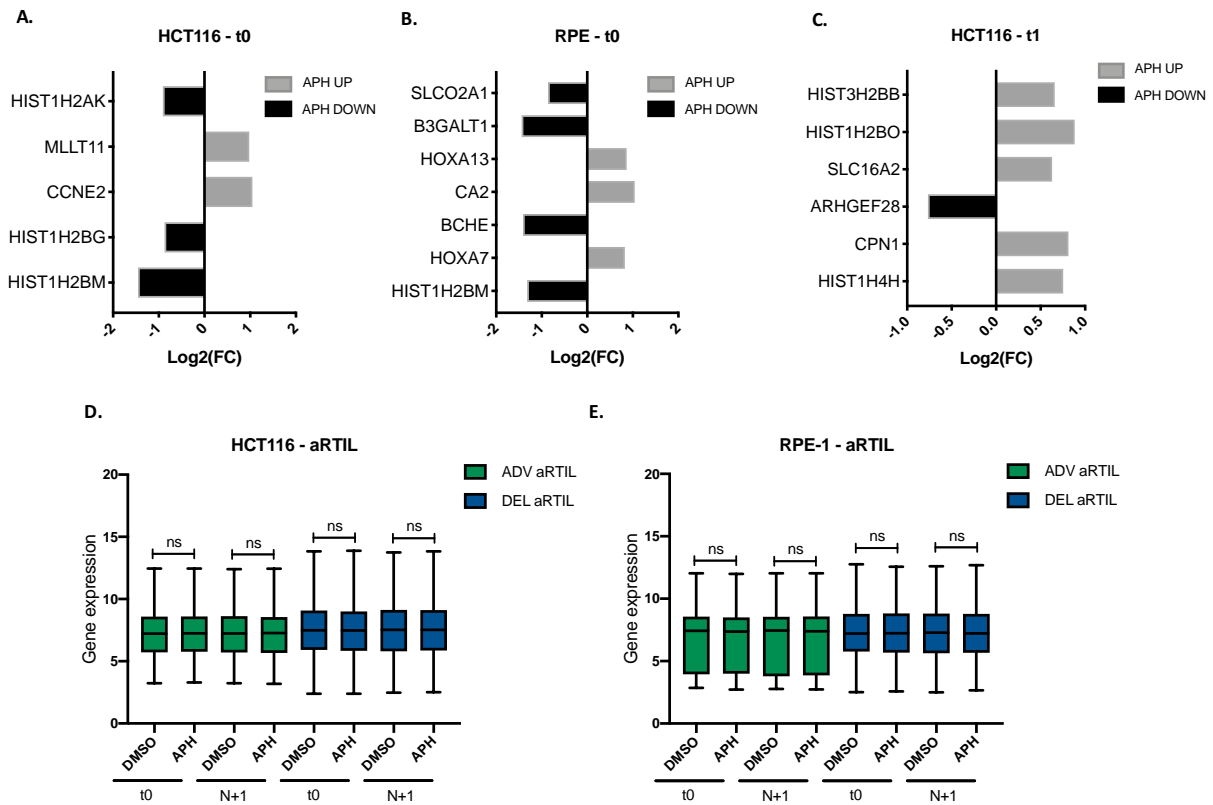 A.
HCT116 - t0
APH UP
APH DOWN
HIST1H2AK
MLLT11
CCNE2
HIST1H2BG
HIST1H2BM
-2
-1
0
1
2
Log2(FC)
B.
RPE - t0
APH UP
APH DOWN
SLCO2A1
B3GALT1
HOXA13
CA2
BCHE
HOXA7
HIST1H2BM
-2
-1
0
1
2
Log2(FC)
C.
HCT116 - t1
APH UP
APH DOWN
HIST3H2BB
HIST1H2BO
SLC16A2
ARHGEF28
CPN1
HIST1H4H
-1.0
-0.5
0.0
0.5
1.0
Log2(FC)
D.
HCT116 - aRTIL
ADV aRTIL
DEL aRTIL
Gene expression
20
15
10
5
0
ns
ns
ns
ns
DMSO
APH
DMSO
APH
DMSO
APH
DMSO
APH
t0
N+1
t0
N+1
E.
RPE-1 - aRTIL
ADV aRTIL
DEL aRTIL
Gene expression
20
15
10
5
0
ns
ns
ns
ns
DMSO
APH
DMSO
APH
DMSO
APH
DMSO
APH
t0
N+1
t0
N+1